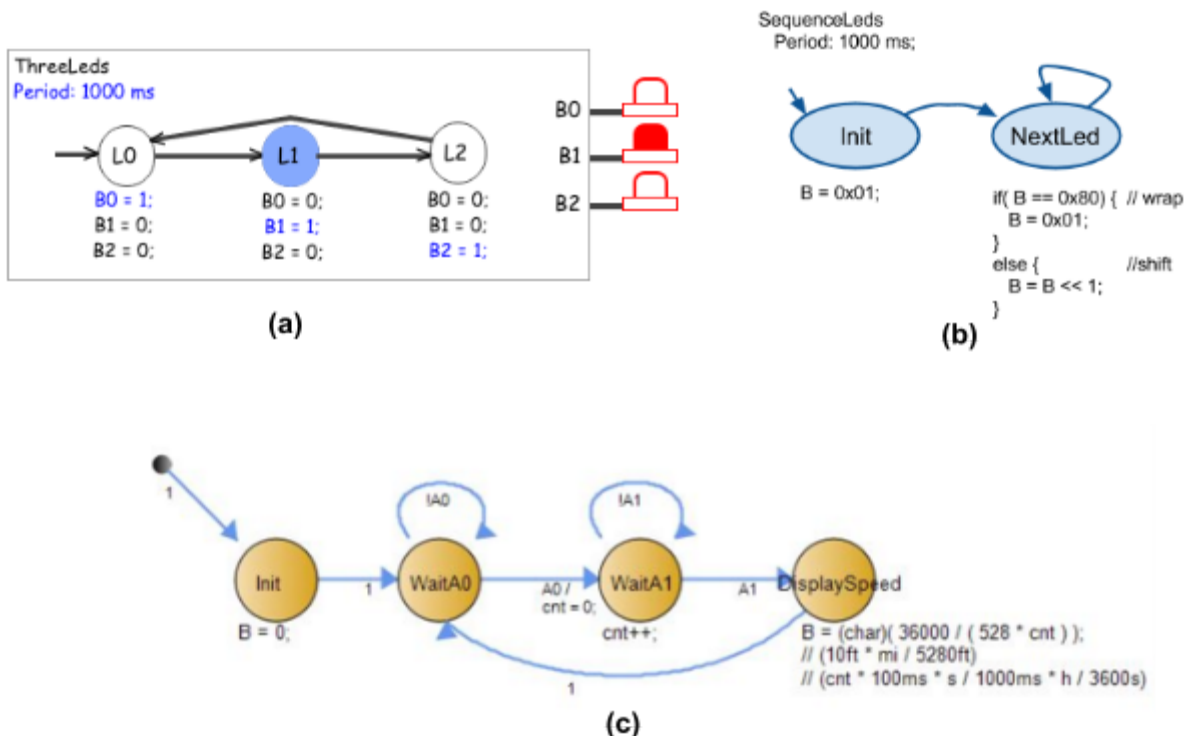 ThreeLeds
Period: 1000 ms
L0
L1
L2
B0 = 1;
B1 = 0;
B2 = 0;
B0 = 0;
B1 = 1;
B2 = 0;
B0 = 0;
B1 = 0;
B2 = 1;
B0
B1
B2
(a)
SequenceLeds
Period: 1000 ms;
Init
NextLed
B = 0x01;
if( B == 0x80) { // wrap
B = 0x01;
}
else { //shift
B = B << 1;
}
(b)
1
!A0
!A1
Init
1
WaitA0
A0 /
cnt = 0;
WaitA1
A1
DisplaySpeed
B = 0;
cnt++;
B = (char)( 36000 / ( 528 * cnt ) );
// (10ft * mi / 5280ft)
// (cnt * 100ms * s / 1000ms * h / 3600s)
1
(c)